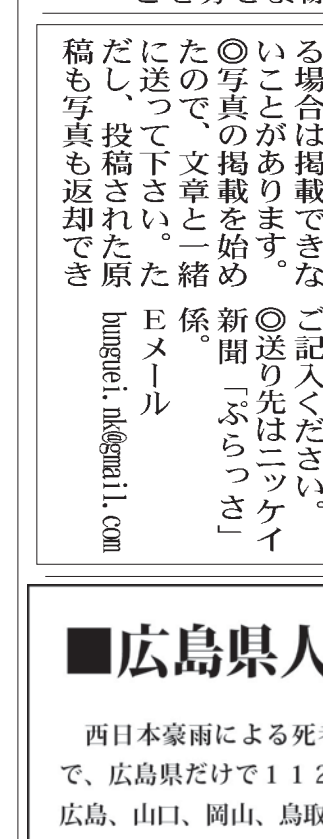 る場合は掲載できな
いことがあります。
◎写真の掲載を始め
たので、文章と一緒
に送って下さい。た
だし、投稿された原
稿も写真も返却でき
ご記入ください。
◎送り先はニッケイ
新聞「ぷらっさ」
係。
Eメール
bunguei.nk@gmail.com
■広島県人
西日本豪雨による死
で、広島県だけで112
広島、山口、岡山、鳥取